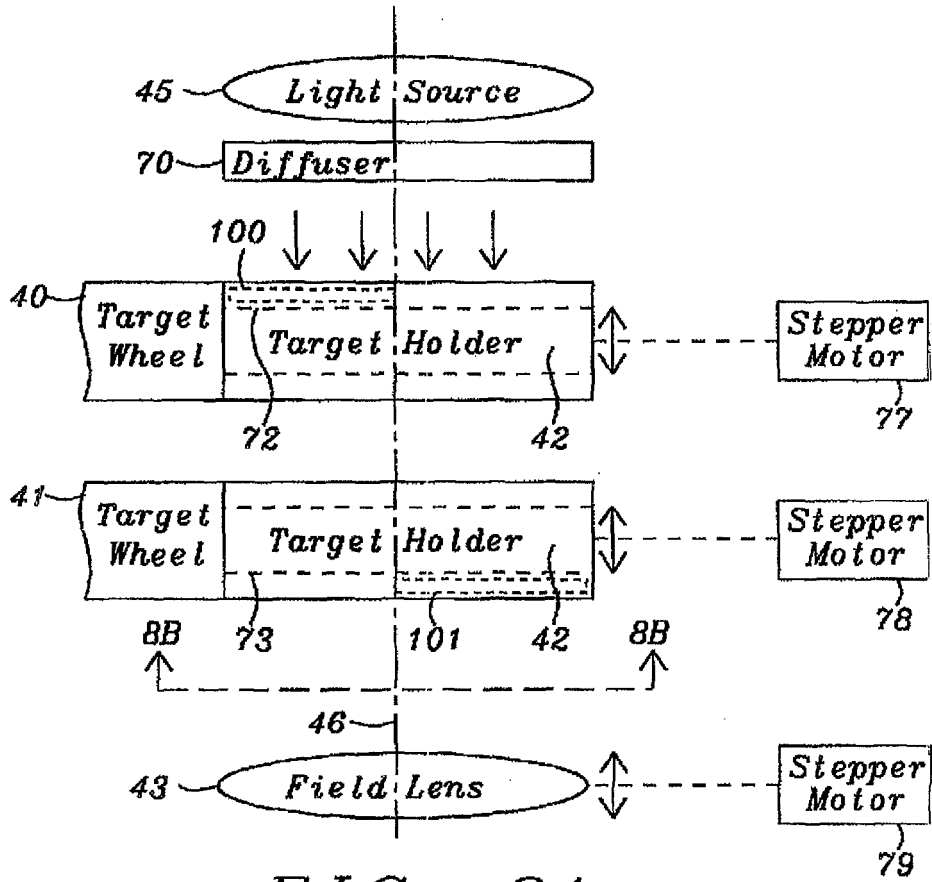 45
Light Source
70
Diffuser
100
40
Target
Wheel
Target Holder
Stepper
Motor
72
42
77
41
Target
Wheel
Target Holder
Stepper
Motor
73
101
42
78
8B
8B
46
43
Field Lens
Stepper
Motor
79